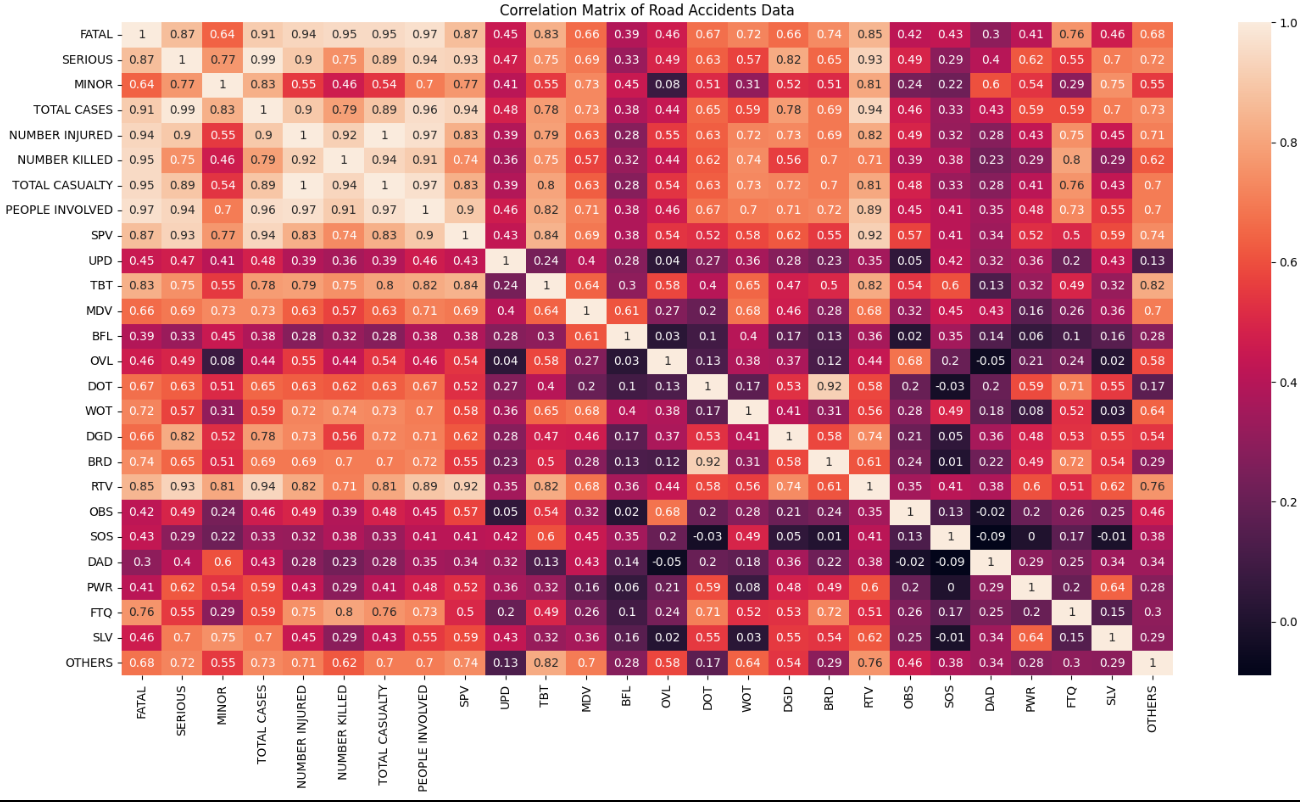 Correlation Matrix of Road Accidents Data
FATAL 1 0.87 0.64 0.91 0.94 0.95 0.95 0.97 0.87 0.45 0.83 0.66 0.39 0.46 0.67 0.72 0.66 0.74 0.85 0.42 0.43 0.3 0.41 0.76 0.46 0.68
SERIOUS 0.87 1 0.77 0.99 0.9 0.75 0.89 0.94 0.93 0.47 0.75 0.69 0.33 0.49 0.63 0.57 0.82 0.65 0.93 0.49 0.29 0.4 0.62 0.55 0.7 0.72
MINOR 0.64 0.77 1 0.83 0.55 0.46 0.54 0.7 0.77 0.41 0.55 0.73 0.45 0.08 0.51 0.31 0.52 0.51 0.81 0.24 0.22 0.6 0.54 0.29 0.75 0.55
TOTAL CASES 0.91 0.99 0.83 1 0.9 0.79 0.89 0.96 0.94 0.48 0.78 0.73 0.38 0.44 0.65 0.59 0.78 0.69 0.94 0.46 0.33 0.43 0.59 0.59 0.7 0.73
NUMBER INJURED 0.94 0.9 0.55 0.9 1 0.92 1 0.97 0.83 0.39 0.79 0.63 0.28 0.55 0.63 0.72 0.73 0.69 0.82 0.49 0.32 0.28 0.43 0.75 0.45 0.71
NUMBER KILLED 0.95 0.75 0.46 0.79 0.92 1 0.94 0.91 0.74 0.36 0.75 0.57 0.32 0.44 0.62 0.74 0.56 0.7 0.71 0.39 0.38 0.23 0.29 0.8 0.29 0.62
TOTAL CASUALTY 0.95 0.89 0.54 0.89 1 0.94 1 0.97 0.83 0.39 0.8 0.63 0.28 0.54 0.63 0.73 0.72 0.7 0.81 0.48 0.33 0.28 0.41 0.76 0.43 0.7
PEOPLE INVOLVED 0.97 0.94 0.7 0.96 0.97 0.91 0.97 1 0.9 0.46 0.82 0.71 0.38 0.46 0.67 0.7 0.71 0.72 0.89 0.45 0.41 0.35 0.48 0.73 0.55 0.7
SPV 0.87 0.93 0.77 0.94 0.83 0.74 0.83 0.9 1 0.43 0.84 0.69 0.38 0.54 0.52 0.58 0.62 0.55 0.92 0.57 0.41 0.34 0.52 0.5 0.59 0.74
UPD 0.45 0.47 0.41 0.48 0.39 0.36 0.39 0.46 0.43 1 0.24 0.4 0.28 0.04 0.27 0.36 0.28 0.23 0.35 0.05 0.42 0.32 0.36 0.2 0.43 0.13
TBT 0.83 0.75 0.55 0.78 0.79 0.75 0.8 0.82 0.84 0.24 1 0.64 0.3 0.58 0.4 0.65 0.47 0.5 0.82 0.54 0.6 0.13 0.32 0.49 0.32 0.82
MDV 0.66 0.69 0.73 0.73 0.63 0.57 0.63 0.71 0.69 0.4 0.64 1 0.61 0.27 0.2 0.68 0.46 0.28 0.68 0.32 0.45 0.43 0.16 0.26 0.36 0.7
BFL 0.39 0.33 0.45 0.38 0.28 0.32 0.28 0.38 0.38 0.28 0.3 0.61 1 0.03 0.1 0.4 0.17 0.13 0.36 0.02 0.35 0.14 0.06 0.1 0.16 0.28
OVL 0.46 0.49 0.08 0.44 0.55 0.44 0.54 0.46 0.54 0.04 0.58 0.27 0.03 1 0.13 0.38 0.37 0.12 0.44 0.68 0.2 -0.05 0.21 0.24 0.02 0.58
DOT 0.67 0.63 0.51 0.65 0.63 0.62 0.63 0.67 0.52 0.27 0.4 0.2 0.1 0.13 1 0.17 0.53 0.92 0.58 0.2 -0.03 0.2 0.59 0.71 0.55 0.17
WOT 0.72 0.57 0.31 0.59 0.72 0.74 0.73 0.7 0.58 0.36 0.65 0.68 0.4 0.38 0.17 1 0.41 0.31 0.56 0.28 0.49 0.18 0.08 0.52 0.03 0.64
DGD 0.66 0.82 0.52 0.78 0.73 0.56 0.72 0.71 0.62 0.28 0.47 0.46 0.17 0.37 0.53 0.41 1 0.58 0.74 0.21 0.05 0.36 0.48 0.53 0.55 0.54
BRD 0.74 0.65 0.51 0.69 0.69 0.7 0.7 0.72 0.55 0.23 0.5 0.28 0.13 0.12 0.92 0.31 0.58 1 0.61 0.24 0.01 0.22 0.49 0.72 0.54 0.29
RTV 0.85 0.93 0.81 0.94 0.82 0.71 0.81 0.89 0.92 0.35 0.82 0.68 0.36 0.44 0.58 0.56 0.74 0.61 1 0.35 0.41 0.38 0.6 0.51 0.62 0.76
OBS 0.42 0.49 0.24 0.46 0.49 0.39 0.48 0.45 0.57 0.05 0.54 0.32 0.02 0.68 0.2 0.28 0.21 0.24 0.35 1 0.13 -0.02 0.2 0.26 0.25 0.46
SOS 0.43 0.29 0.22 0.33 0.32 0.38 0.33 0.41 0.41 0.42 0.6 0.45 0.35 0.2 -0.03 0.49 0.05 0.01 0.41 0.13 1 -0.09 0 0.17 -0.01 0.38
DAD 0.3 0.4 0.6 0.43 0.28 0.23 0.28 0.35 0.34 0.32 0.13 0.43 0.14 -0.05 0.2 0.18 0.36 0.22 0.38 -0.02 -0.09 1 0.29 0.25 0.34 0.34
PWR 0.41 0.62 0.54 0.59 0.43 0.29 0.41 0.48 0.52 0.36 0.32 0.16 0.06 0.21 0.59 0.08 0.48 0.49 0.6 0.2 0 0.29 1 0.2 0.64 0.28
FTQ 0.76 0.55 0.29 0.59 0.75 0.8 0.76 0.73 0.5 0.2 0.49 0.26 0.1 0.24 0.71 0.52 0.53 0.72 0.51 0.26 0.17 0.25 0.2 1 0.15 0.3
SLV 0.46 0.7 0.75 0.7 0.45 0.29 0.43 0.55 0.59 0.43 0.32 0.36 0.16 0.02 0.55 0.03 0.55 0.54 0.62 0.25 -0.01 0.34 0.64 0.15 1 0.29
OTHERS 0.68 0.72 0.55 0.73 0.71 0.62 0.7 0.7 0.74 0.13 0.82 0.7 0.28 0.58 0.17 0.64 0.54 0.29 0.76 0.46 0.38 0.34 0.28 0.3 0.29 1
FATAL SERIOUS MINOR TOTAL CASES NUMBER INJURED NUMBER KILLED TOTAL CASUALTY PEOPLE INVOLVED SPV UPD TBT MDV BFL OVL DOT WOT DGD BRD RTV OBS SOS DAD PWR FTQ SLV OTHERS
1.0
0.8
0.6
0.4
0.2
0.0